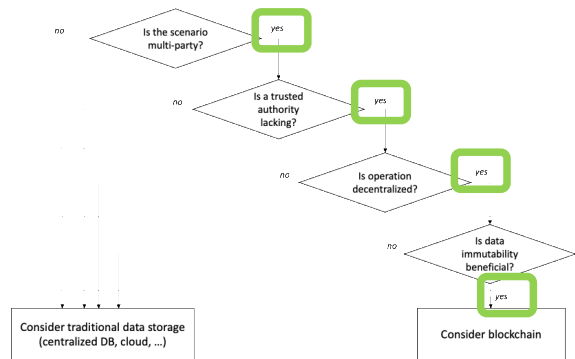 Is the scenario
multi-party?
no
yes
Is a trusted
authority
lacking?
no
yes
Is operation
decentralized?
no
yes
Is data
immutability
beneficial?
no
yes
Consider traditional data storage
(centralized DB, cloud, ...)
Consider blockchain